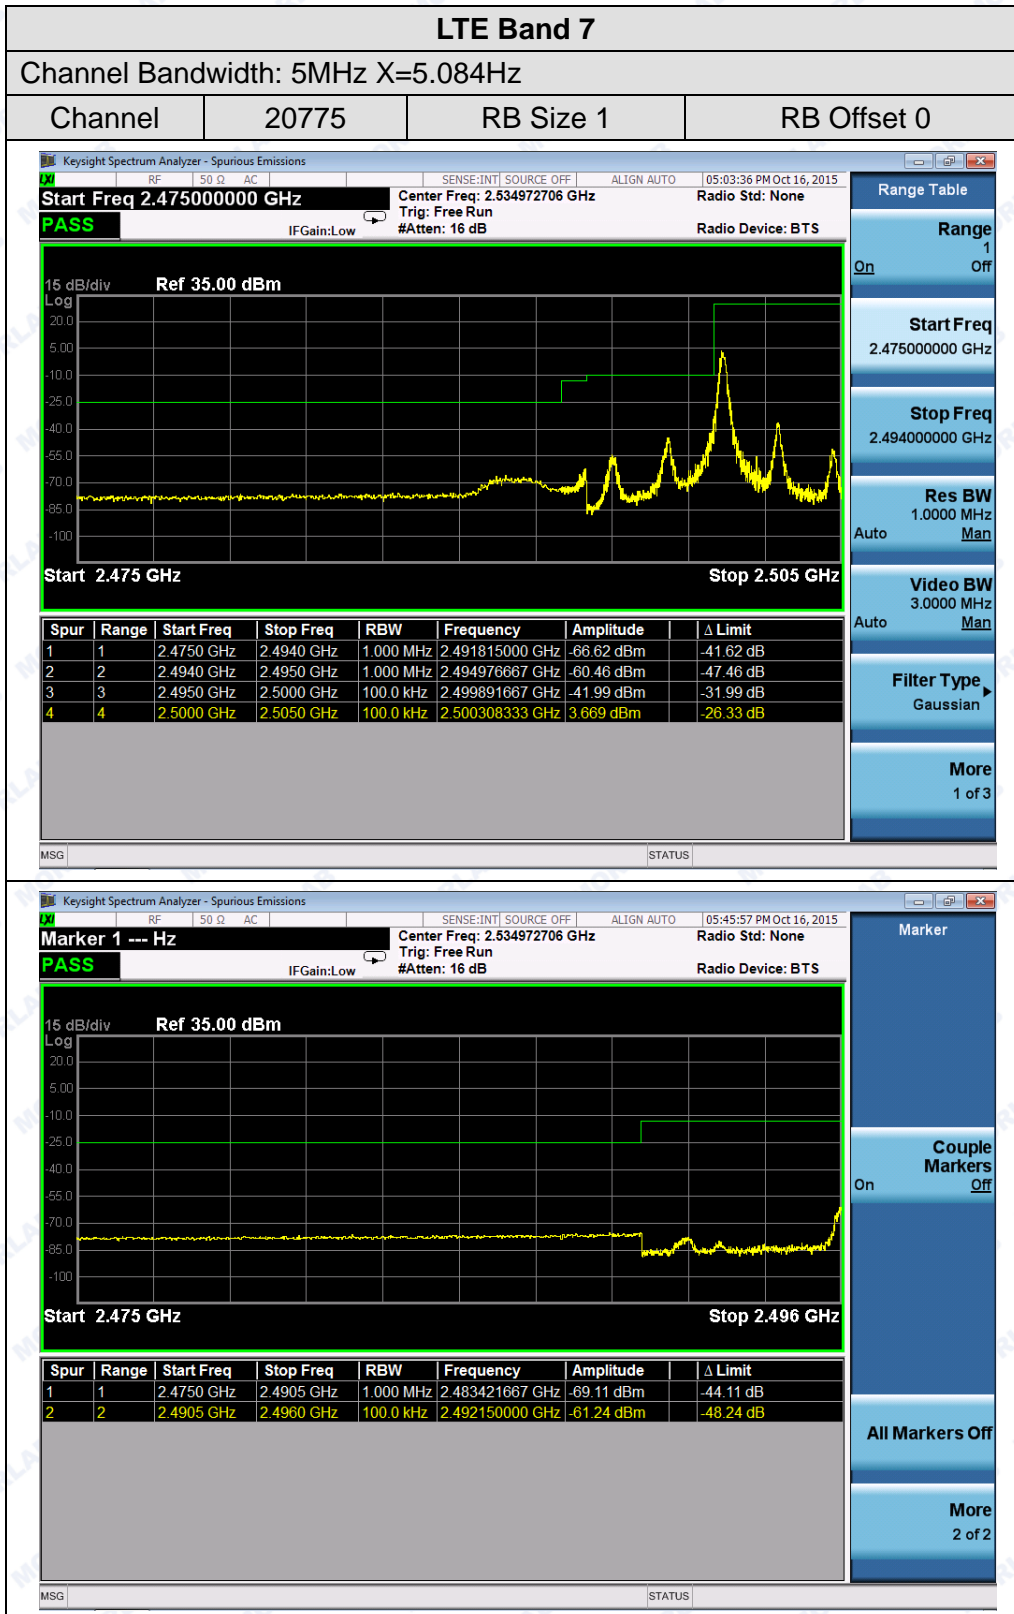 LTE Band 7
Channel Bandwidth: 5MHz X=5.084Hz
Channel 20775 RB Size 1 RB Offset 0
Keysight Spectrum Analyzer - Spurious Emissions
LXI RF 50 Ω AC SENSE:INT SOURCE OFF ALIGN AUTO 05:03:36 PM Oct 16, 2015
Start Freq 2.475000000 GHz Center Freq: 2.534972706 GHz Radio Std: None
Trig: Free Run
PASS IFGain:Low #Atten: 16 dB Radio Device: BTS
15 dB/div Ref 35.00 dBm
Log
20.0
5.00
-10.0
-25.0
-40.0
-55.0
-70.0
-85.0
-100
Start 2.475 GHz Stop 2.505 GHz
Spur Range Start Freq Stop Freq RBW Frequency Amplitude Δ Limit
1 1 2.4750 GHz 2.4940 GHz 1.000 MHz 2.491815000 GHz -66.62 dBm -41.62 dB
2 2 2.4940 GHz 2.4950 GHz 1.000 MHz 2.494976667 GHz -60.46 dBm -47.46 dB
3 3 2.4950 GHz 2.5000 GHz 100.0 kHz 2.499891667 GHz -41.99 dBm -31.99 dB
4 4 2.5000 GHz 2.5050 GHz 100.0 kHz 2.500308333 GHz 3.669 dBm -26.33 dB
MSG STATUS
Range Table
Range
1
On Off
Start Freq
2.475000000 GHz
Stop Freq
2.494000000 GHz
Res BW
1.0000 MHz
Auto Man
Video BW
3.0000 MHz
Auto Man
Filter Type
Gaussian
More
1 of 3
Keysight Spectrum Analyzer - Spurious Emissions
LXI RF 50 Ω AC SENSE:INT SOURCE OFF ALIGN AUTO 05:45:57 PM Oct 16, 2015
Marker 1 --- Hz Center Freq: 2.534972706 GHz Radio Std: None
Trig: Free Run
PASS IFGain:Low #Atten: 16 dB Radio Device: BTS
15 dB/div Ref 35.00 dBm
Log
20.0
5.00
-10.0
-25.0
-40.0
-55.0
-70.0
-85.0
-100
Start 2.475 GHz Stop 2.496 GHz
Spur Range Start Freq Stop Freq RBW Frequency Amplitude Δ Limit
1 1 2.4750 GHz 2.4905 GHz 1.000 MHz 2.483421667 GHz -69.11 dBm -44.11 dB
2 2 2.4905 GHz 2.4960 GHz 100.0 kHz 2.492150000 GHz -61.24 dBm -48.24 dB
MSG STATUS
Marker
Couple
Markers
On Off
All Markers Off
More
2 of 2